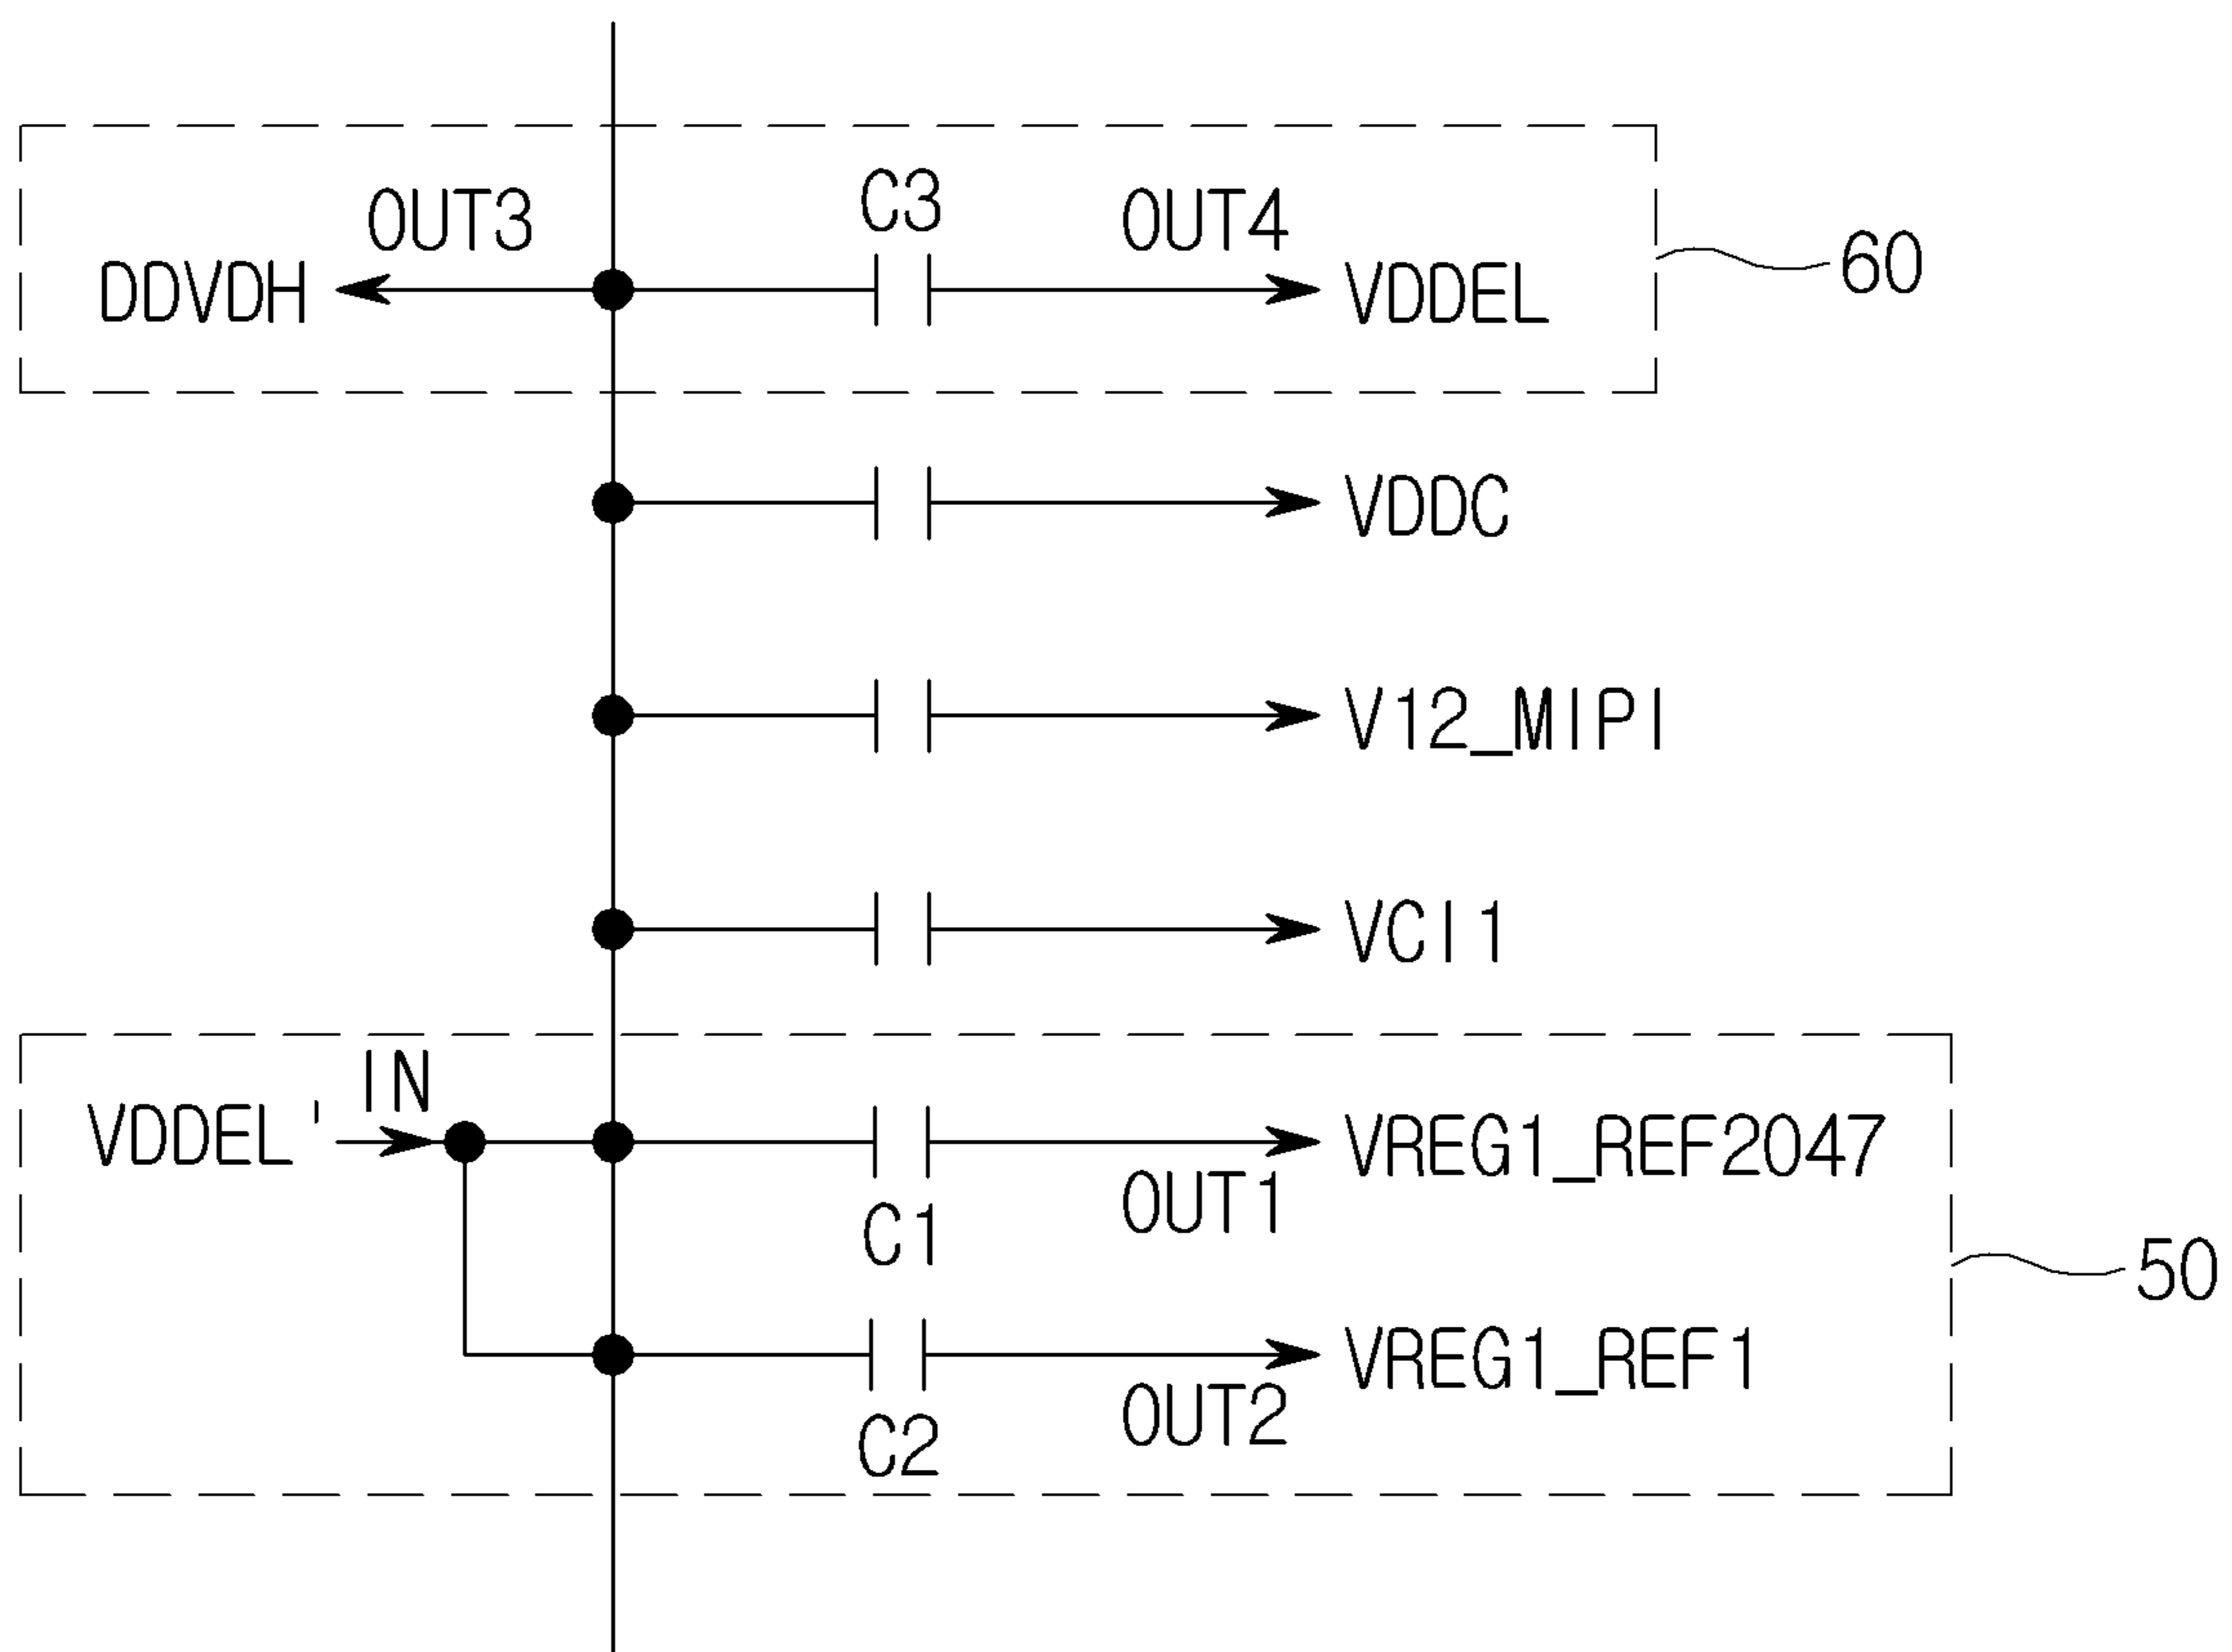 OUT3 C3 OUT4
DDVDH VDDEL 60
VDDC
V12_MIPI
VCI1
IN
VDDEL' VREG1_REF2047
C1 OUT1
50
VREG1_REF1
C2 OUT2